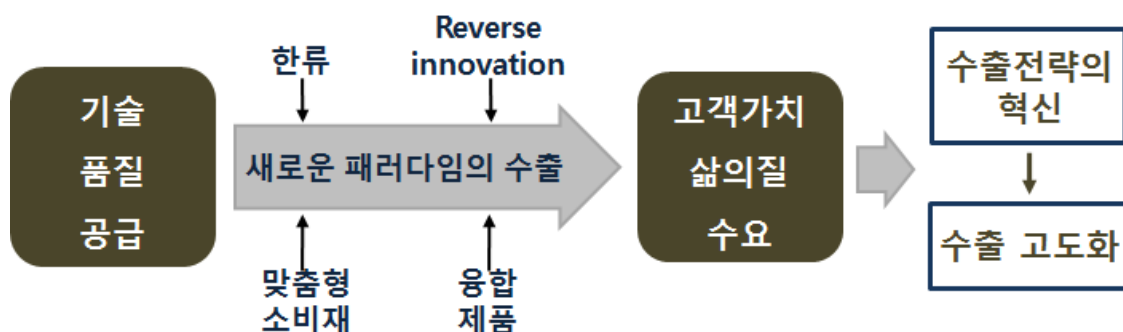 기술
품질
공급
한류
Reverse
innovation
새로운 패러다임의 수출
맞춤형
소비재
융합
제품
고객가치
삶의질
수요
수출전략의
혁신
수출 고도화